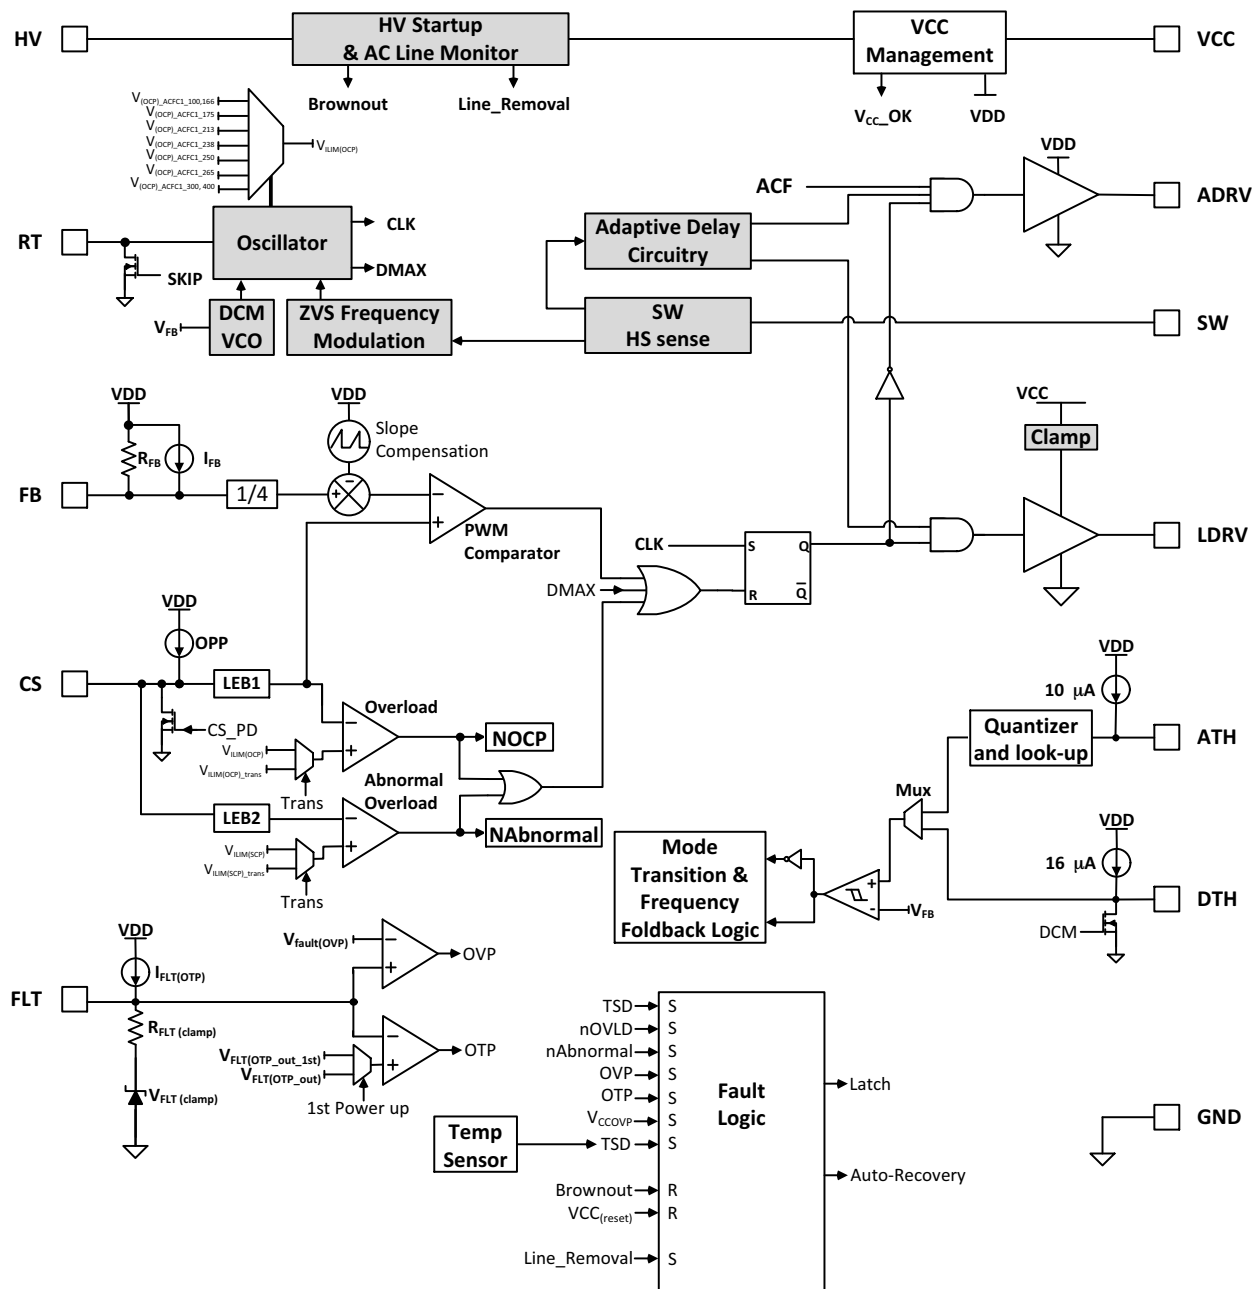 HV
HV Startup
& AC Line Monitor
VCC
Management
VCC
Brownout
Line_Removal
VCC_OK
VDD
V(OCP)_ACFC1_100,166
V(OCP)_ACFC1_175
V(OCP)_ACFC1_213
V(OCP)_ACFC1_238
V(OCP)_ACFC1_250
V(OCP)_ACFC1_265
V(OCP)_ACFC1_300, 400
VILIM(OCP)
VDD
ACF
ADRV
RT
Oscillator
CLK
DMAX
SKIP
Adaptive Delay
Circuitry
VFB
DCM
VCO
ZVS Frequency
Modulation
SW
HS sense
SW
VDD
VDD
Slope
Compensation
VCC
Clamp
RFB
IFB
FB
1/4
+
−
−
+
PWM
Comparator
CLK
S
Q
R
Q
DMAX
LDRV
VDD
OPP
CS
LEB1
CS_PD
Overload
−
+
VILIM(OCP)
VILIM(OCP)_trans
Trans
NOCP
Abnormal
Overload
LEB2
−
+
VILIM(SCP)
VILIM(SCP)_trans
Trans
NAbnormal
VDD
10 μA
Quantizer
and look-up
ATH
Mux
VDD
16 μA
Mode
Transition &
Frequency
Foldback Logic
+
-
VFB
DTH
DCM
VDD
IFLT(OTP)
FLT
RFLT (clamp)
VFLT (clamp)
Vfault(OVP)
−
+
OVP
−
+
OTP
VFLT(OTP_out_1st)
VFLT(OTP_out)
1st Power up
Temp
Sensor
TSD
S
nOVLD
S
nAbnormal
S
OVP
S
OTP
S
VCCOVP
S
TSD
S
Brownout
R
VCC(reset)
R
Line_Removal
S
Fault
Logic
Latch
Auto-Recovery
GND